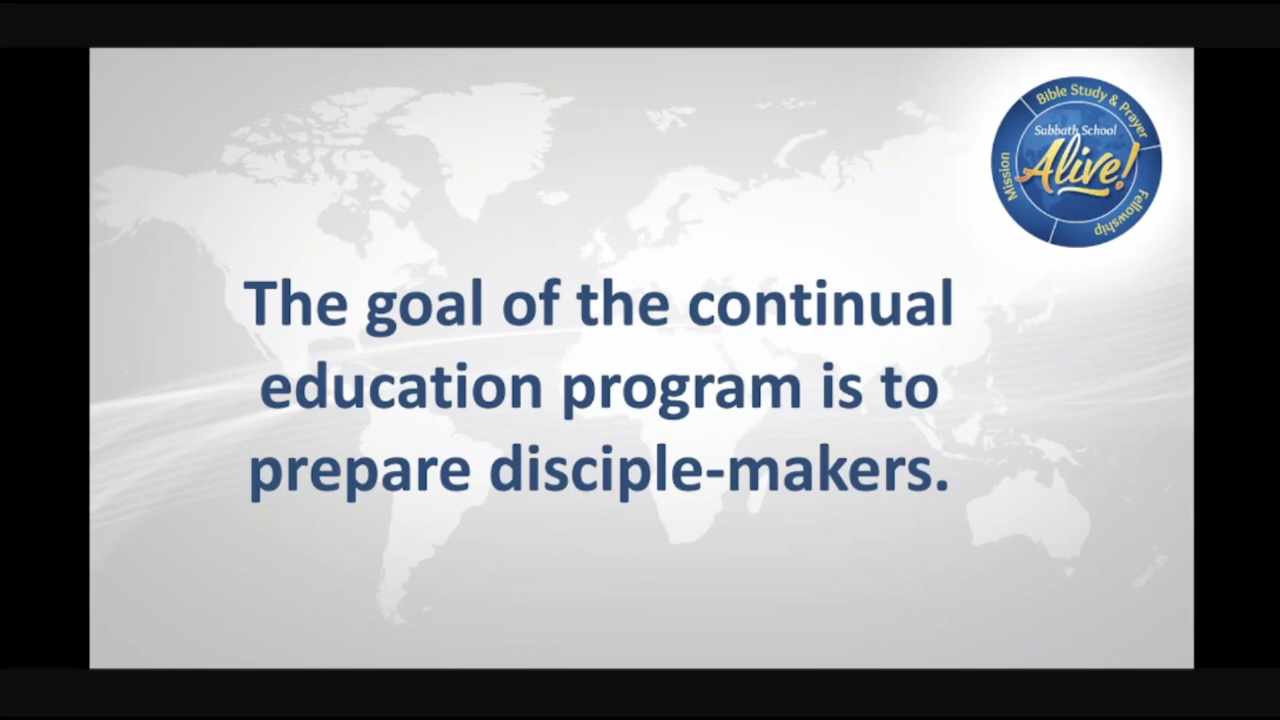 Bible Study & Prayer
Sabbath School
Alive!
Mission
Fellowship
The goal of the continual
education program is to
prepare disciple-makers.